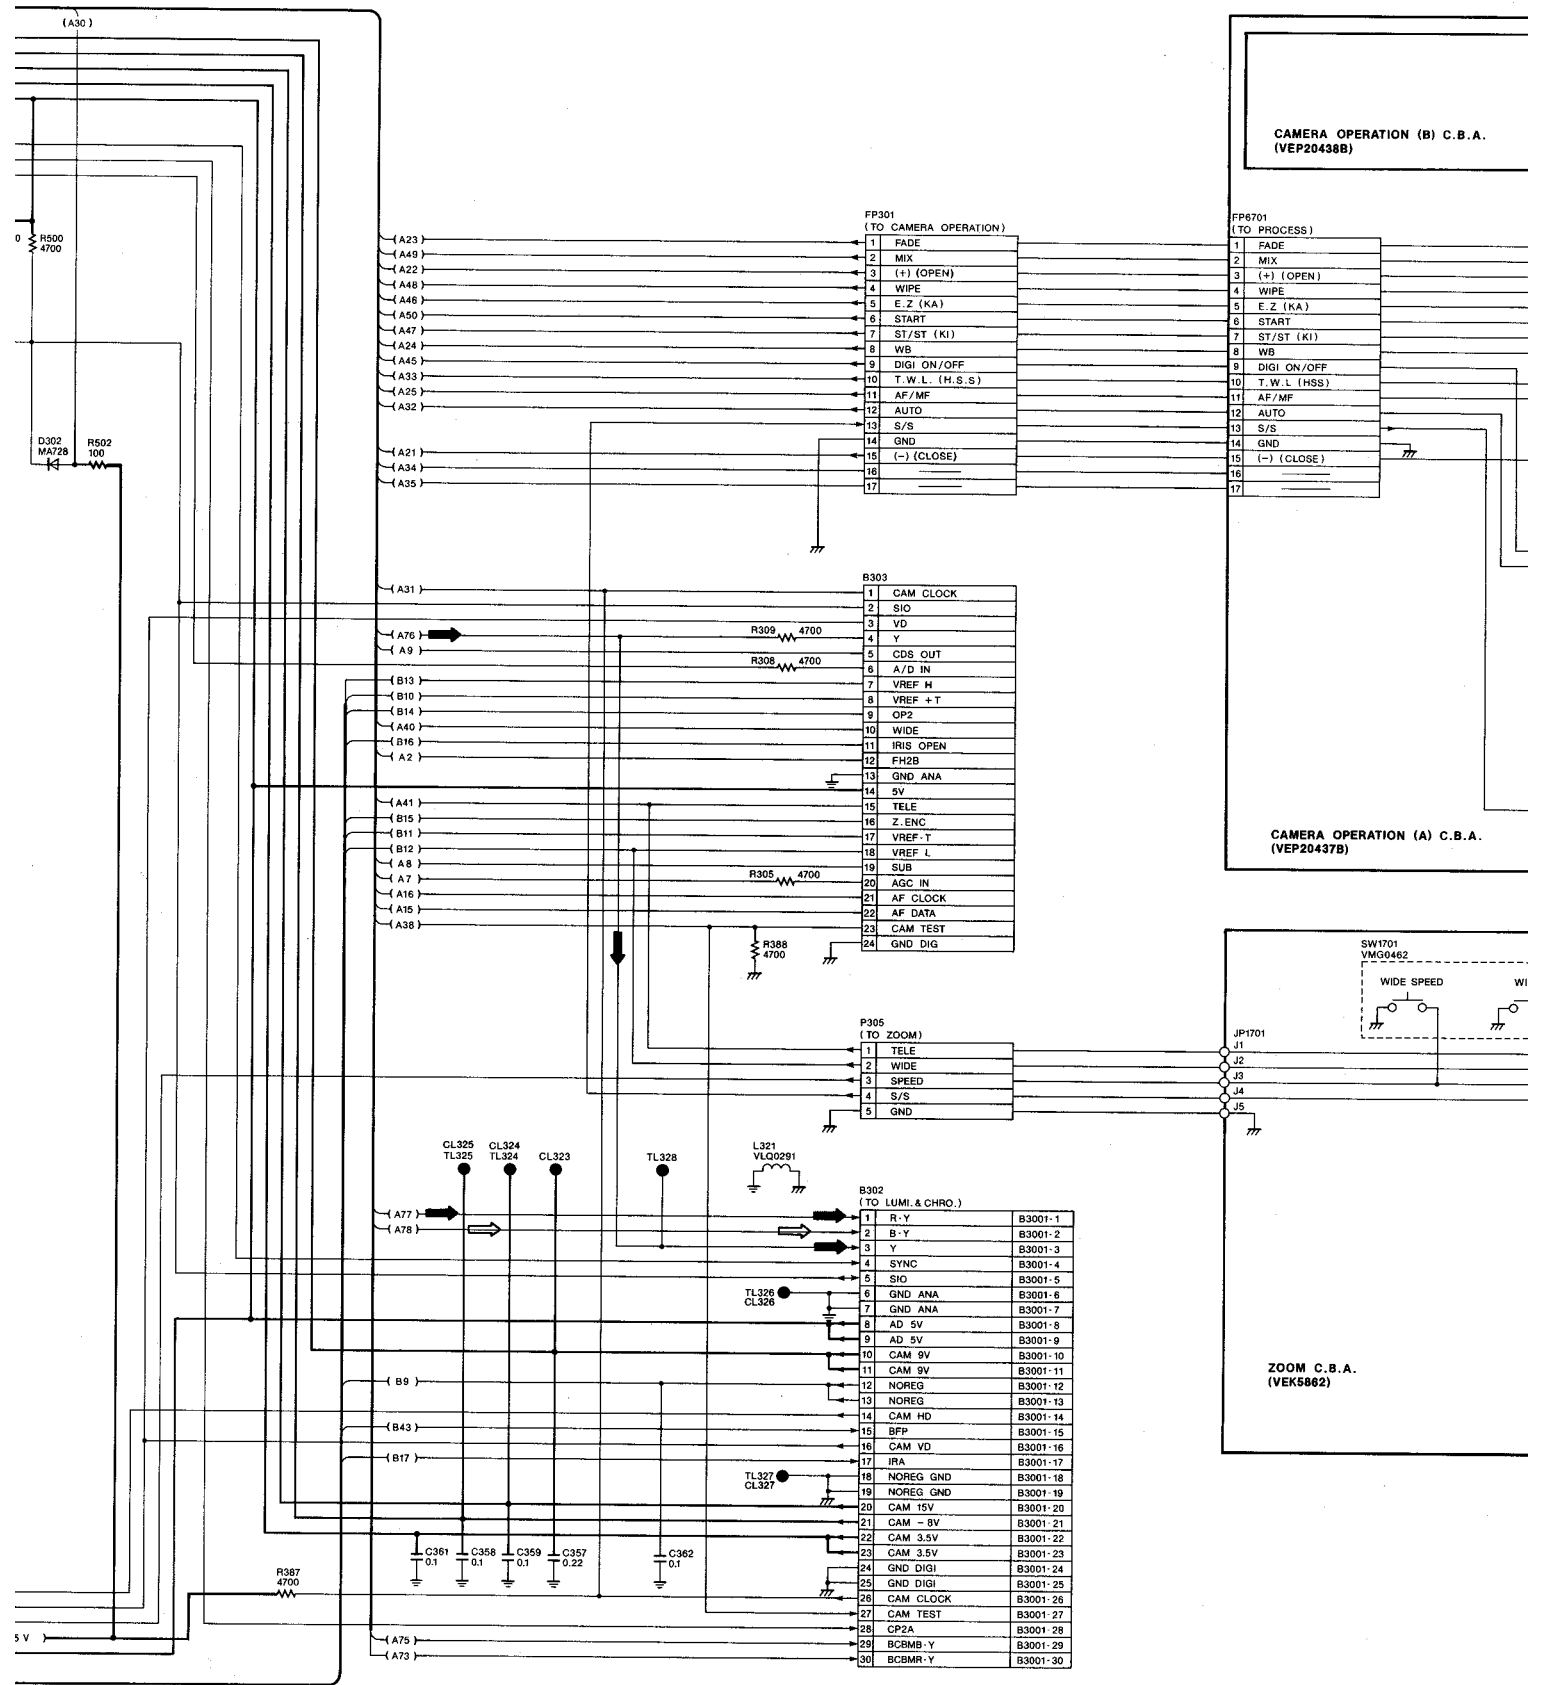 (A30)
CAMERA OPERATION (B) C.B.A.
(VEP20438B)
0
R500
4700
D302
MA728
R502
100
(A23)
(A49)
(A22)
(A48)
(A46)
(A50)
(A47)
(A24)
(A45)
(A33)
(A25)
(A32)
(A21)
(A34)
(A35)
FP301
(TO CAMERA OPERATION)
1 FADE
2 MIX
3 (+) (OPEN)
4 WIPE
5 E.Z (KA)
6 START
7 ST/ST (KI)
8 WB
9 DIGI ON/OFF
10 T.W.L. (H.S.S)
11 AF/MF
12 AUTO
13 S/S
14 GND
15 (-) (CLOSE)
16
17
FP6701
(TO PROCESS)
1 FADE
2 MIX
3 (+) (OPEN)
4 WIPE
5 E.Z (KA)
6 START
7 ST/ST (KI)
8 WB
9 DIGI ON/OFF
10 T.W.L (HSS)
11 AF/MF
12 AUTO
13 S/S
14 GND
15 (-) (CLOSE)
16
17
CAMERA OPERATION (A) C.B.A.
(VEP20437B)
(A31)
(A76)
(A9)
(B13)
(B10)
(B14)
(A40)
(B16)
(A2)
(A41)
(B15)
(B11)
(B12)
(A8)
(A7)
(A16)
(A15)
(A38)
R309 4700
R308 4700
R305 4700
R388
4700
B303
1 CAM CLOCK
2 SIO
3 VD
4 Y
5 CDS OUT
6 A/D IN
7 VREF H
8 VREF +T
9 OP2
10 WIDE
11 IRIS OPEN
12 FH2B
13 GND ANA
14 5V
15 TELE
16 Z.ENC
17 VREF-T
18 VREF L
19 SUB
20 AGC IN
21 AF CLOCK
22 AF DATA
23 CAM TEST
24 GND DIG
P305
(TO ZOOM)
1 TELE
2 WIDE
3 SPEED
4 S/S
5 GND
SW1701
VMG0462
WIDE SPEED
WI
JP1701
J1
J2
J3
J4
J5
ZOOM C.B.A.
(VEK5862)
CL325
TL325
CL324
TL324
CL323
TL328
L321
VLQ0291
(A77)
(A78)
TL326
CL326
(B9)
(B43)
(B17)
TL327
CL327
C361
0.1
C358
0.1
C359
0.1
C357
0.22
C362
0.1
R387
4700
5 V )
(A75)
(A73)
B302
(TO LUMI.& CHRO.)
1 R-Y B3001-1
2 B-Y B3001-2
3 Y B3001-3
4 SYNC B3001-4
5 SIO B3001-5
6 GND ANA B3001-6
7 GND ANA B3001-7
8 AD 5V B3001-8
9 AD 5V B3001-9
10 CAM 9V B3001-10
11 CAM 9V B3001-11
12 NOREG B3001-12
13 NOREG B3001-13
14 CAM HD B3001-14
15 BFP B3001-15
16 CAM VD B3001-16
17 IRA B3001-17
18 NOREG GND B3001-18
19 NOREG GND B3001-19
20 CAM 15V B3001-20
21 CAM - 8V B3001-21
22 CAM 3.5V B3001-22
23 CAM 3.5V B3001-23
24 GND DIGI B3001-24
25 GND DIGI B3001-25
26 CAM CLOCK B3001-26
27 CAM TEST B3001-27
28 CP2A B3001-28
29 BCBMB-Y B3001-29
30 BCBMR-Y B3001-30